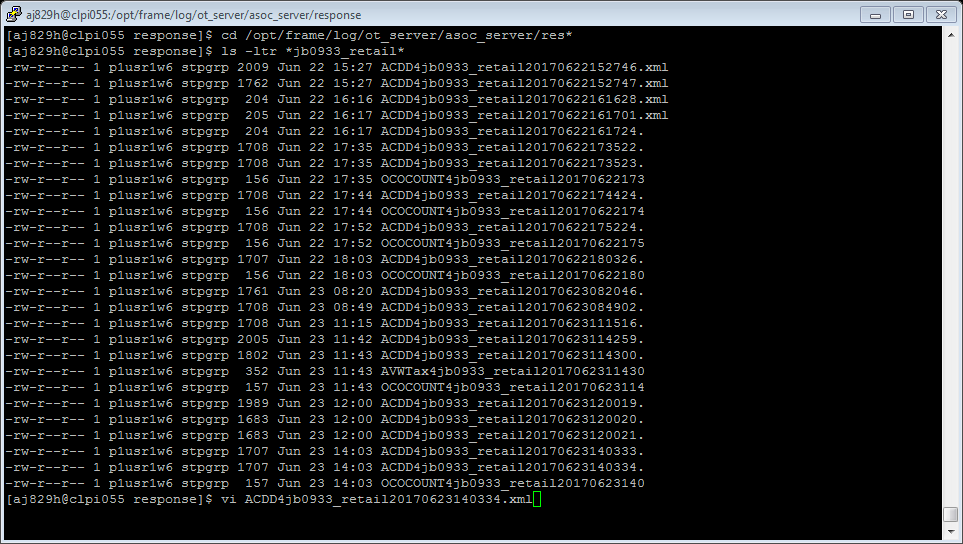 aj829h@clpi055:/opt/frame/log/ot_server/asoc_server/response
[aj829h@clpi055 response]$ cd /opt/frame/log/ot_server/asoc_server/res*
[aj829h@clpi055 response]$ ls -ltr *jb0933_retail*
-rw-r--r-- 1 p1usr1w6 stpgrp 2009 Jun 22 15:27 ACDD4jb0933_retail20170622152746.xml
-rw-r--r-- 1 p1usr1w6 stpgrp 1762 Jun 22 15:27 ACDD4jb0933_retail20170622152747.xml
-rw-r--r-- 1 p1usr1w6 stpgrp  204 Jun 22 16:16 ACDD4jb0933_retail20170622161628.xml
-rw-r--r-- 1 p1usr1w6 stpgrp  205 Jun 22 16:17 ACDD4jb0933_retail20170622161701.xml
-rw-r--r-- 1 p1usr1w6 stpgrp  204 Jun 22 16:17 ACDD4jb0933_retail20170622161724.
-rw-r--r-- 1 p1usr1w6 stpgrp 1708 Jun 22 17:35 ACDD4jb0933_retail20170622173522.
-rw-r--r-- 1 p1usr1w6 stpgrp 1708 Jun 22 17:35 ACDD4jb0933_retail20170622173523.
-rw-r--r-- 1 p1usr1w6 stpgrp  156 Jun 22 17:35 OCOCOUNT4jb0933_retail20170622173
-rw-r--r-- 1 p1usr1w6 stpgrp 1708 Jun 22 17:44 ACDD4jb0933_retail20170622174424.
-rw-r--r-- 1 p1usr1w6 stpgrp  156 Jun 22 17:44 OCOCOUNT4jb0933_retail20170622174
-rw-r--r-- 1 p1usr1w6 stpgrp 1708 Jun 22 17:52 ACDD4jb0933_retail20170622175224.
-rw-r--r-- 1 p1usr1w6 stpgrp  156 Jun 22 17:52 OCOCOUNT4jb0933_retail20170622175
-rw-r--r-- 1 p1usr1w6 stpgrp 1707 Jun 22 18:03 ACDD4jb0933_retail20170622180326.
-rw-r--r-- 1 p1usr1w6 stpgrp  156 Jun 22 18:03 OCOCOUNT4jb0933_retail20170622180
-rw-r--r-- 1 p1usr1w6 stpgrp 1761 Jun 23 08:20 ACDD4jb0933_retail20170623082046.
-rw-r--r-- 1 p1usr1w6 stpgrp 1708 Jun 23 08:49 ACDD4jb0933_retail20170623084902.
-rw-r--r-- 1 p1usr1w6 stpgrp 1708 Jun 23 11:15 ACDD4jb0933_retail20170623111516.
-rw-r--r-- 1 p1usr1w6 stpgrp 2005 Jun 23 11:42 ACDD4jb0933_retail20170623114259.
-rw-r--r-- 1 p1usr1w6 stpgrp 1802 Jun 23 11:43 ACDD4jb0933_retail20170623114300.
-rw-r--r-- 1 p1usr1w6 stpgrp  352 Jun 23 11:43 AVWTax4jb0933_retail2017062311430
-rw-r--r-- 1 p1usr1w6 stpgrp  157 Jun 23 11:43 OCOCOUNT4jb0933_retail20170623114
-rw-r--r-- 1 p1usr1w6 stpgrp 1989 Jun 23 12:00 ACDD4jb0933_retail20170623120019.
-rw-r--r-- 1 p1usr1w6 stpgrp 1683 Jun 23 12:00 ACDD4jb0933_retail20170623120020.
-rw-r--r-- 1 p1usr1w6 stpgrp 1683 Jun 23 12:00 ACDD4jb0933_retail20170623120021.
-rw-r--r-- 1 p1usr1w6 stpgrp 1707 Jun 23 14:03 ACDD4jb0933_retail20170623140333.
-rw-r--r-- 1 p1usr1w6 stpgrp 1707 Jun 23 14:03 ACDD4jb0933_retail20170623140334.
-rw-r--r-- 1 p1usr1w6 stpgrp  157 Jun 23 14:03 OCOCOUNT4jb0933_retail20170623140
[aj829h@clpi055 response]$ vi ACDD4jb0933_retail20170623140334.xml